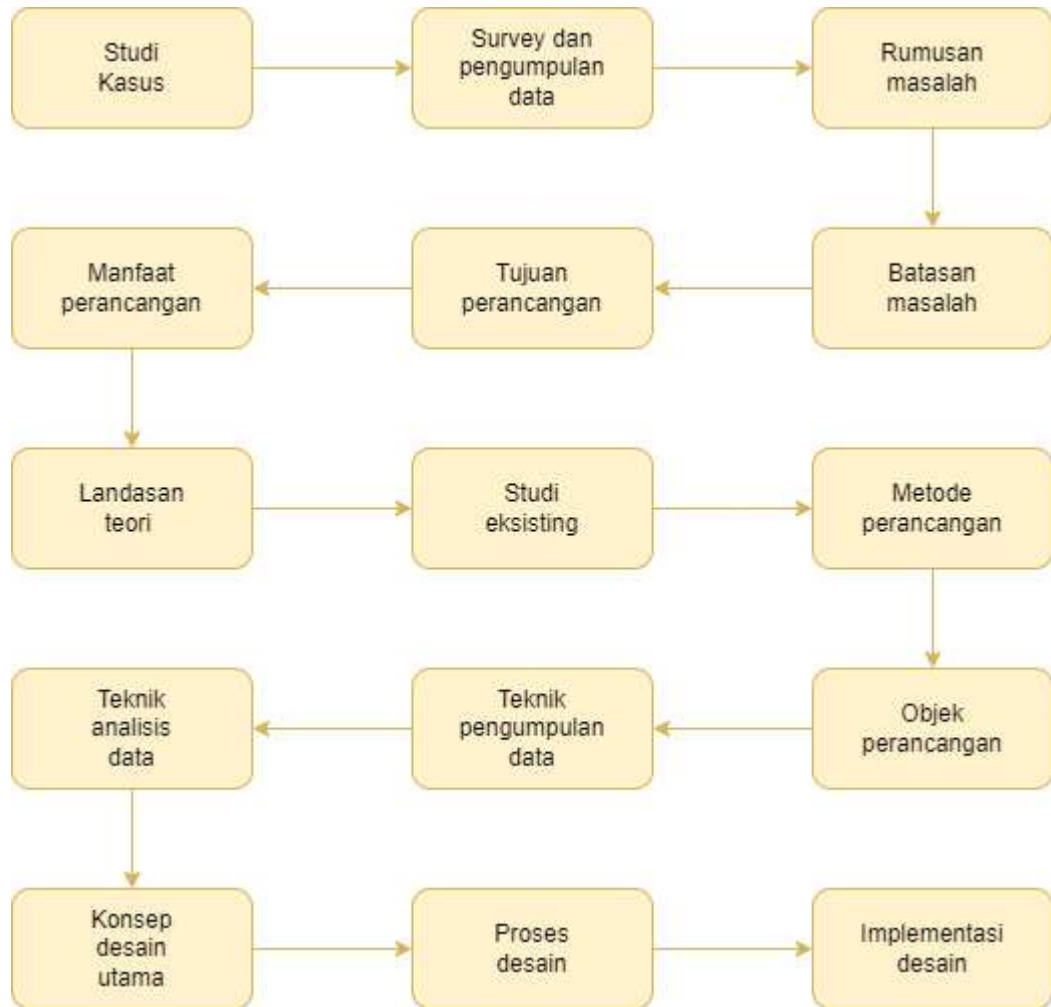 Studi
Kasus
Survey dan
pengumpulan
data
Rumusan
masalah
Manfaat
perancangan
Tujuan
perancangan
Batasan
masalah
Landasan
teori
Studi
eksisting
Metode
perancangan
Teknik
analisis
data
Teknik
pengumpulan
data
Objek
perancangan
Konsep
desain
utama
Proses
desain
Implementasi
desain